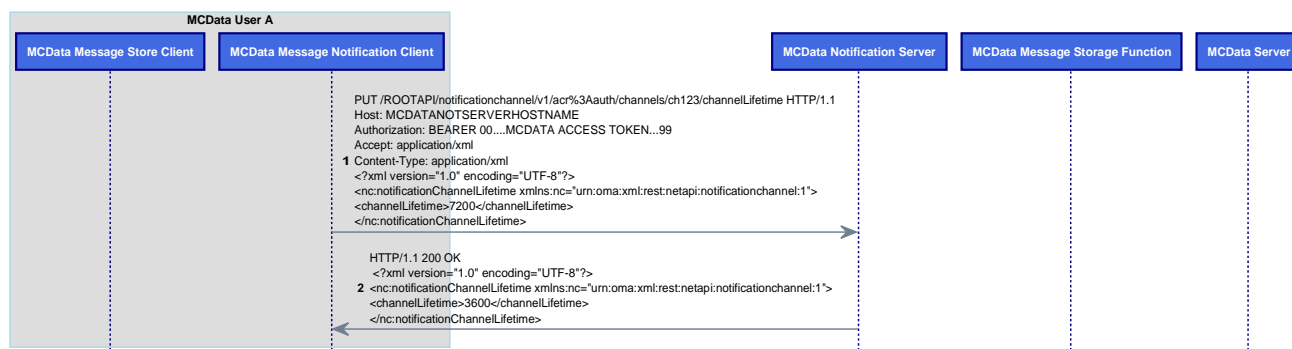 MCData User A
MCData Message Store Client
MCData Message Notification Client
MCData Notification Server
MCData Message Storage Function
MCData Server
PUT /ROOTAPI/notificationchannel/v1/acr%3Aauth/channels/ch123/channelLifetime HTTP/1.1
Host: MCDATANOTSERVERHOSTNAME
Authorization: BEARER 00....MCDATA ACCESS TOKEN...99
Accept: application/xml
1 Content-Type: application/xml
<?xml version="1.0" encoding="UTF-8"?>
<nc:notificationChannelLifetime xmlns:nc="urn:oma:xml:rest:netapi:notificationchannel:1">
<channelLifetime>7200</channelLifetime>
</nc:notificationChannelLifetime>
HTTP/1.1 200 OK
<?xml version="1.0" encoding="UTF-8"?>
2 <nc:notificationChannelLifetime xmlns:nc="urn:oma:xml:rest:netapi:notificationchannel:1">
<channelLifetime>3600</channelLifetime>
</nc:notificationChannelLifetime>